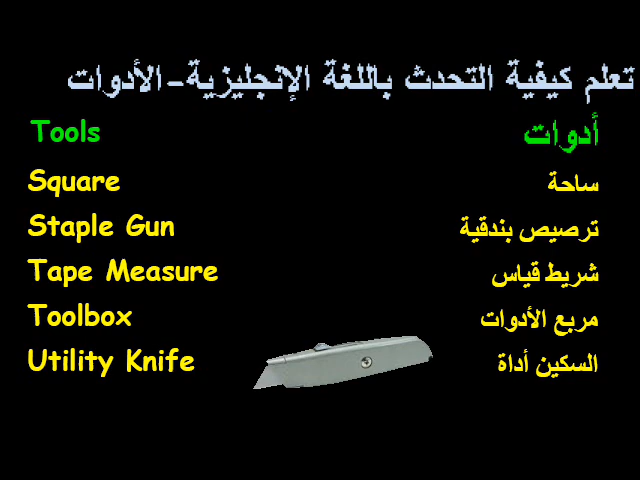 تعلم كيفية التحدث باللغة الإنجليزية-الأدوات
Tools أدوات
Square ساحة
Staple Gun ترصيص بندقية
Tape Measure شريط قياس
Toolbox مربع الأدوات
Utility Knife السكين أداة